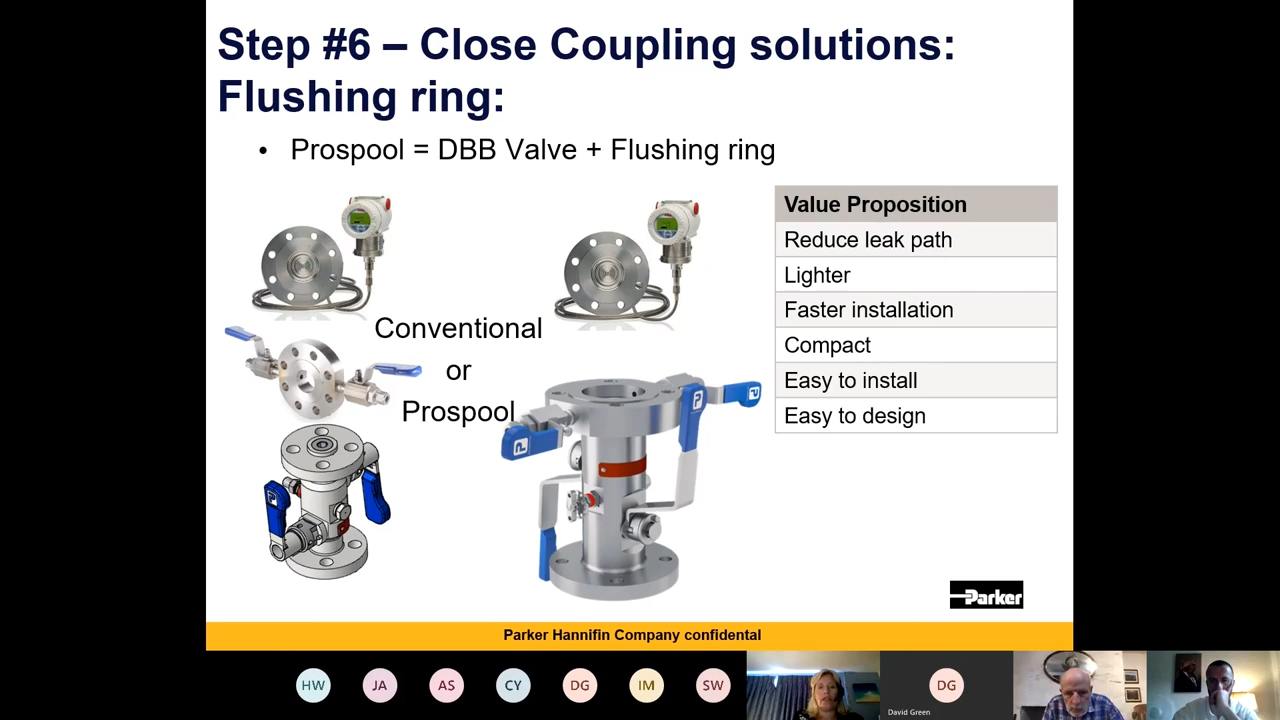 Step #6 – Close Coupling solutions:
Flushing ring:
• Prospool = DBB Valve + Flushing ring
Conventional
or
Prospool
Value Proposition
Reduce leak path
Lighter
Faster installation
Compact
Easy to install
Easy to design
Parker
Parker Hannifin Company confidental
HW
JA
AS
CY
DG
IM
SW
DG
David Green